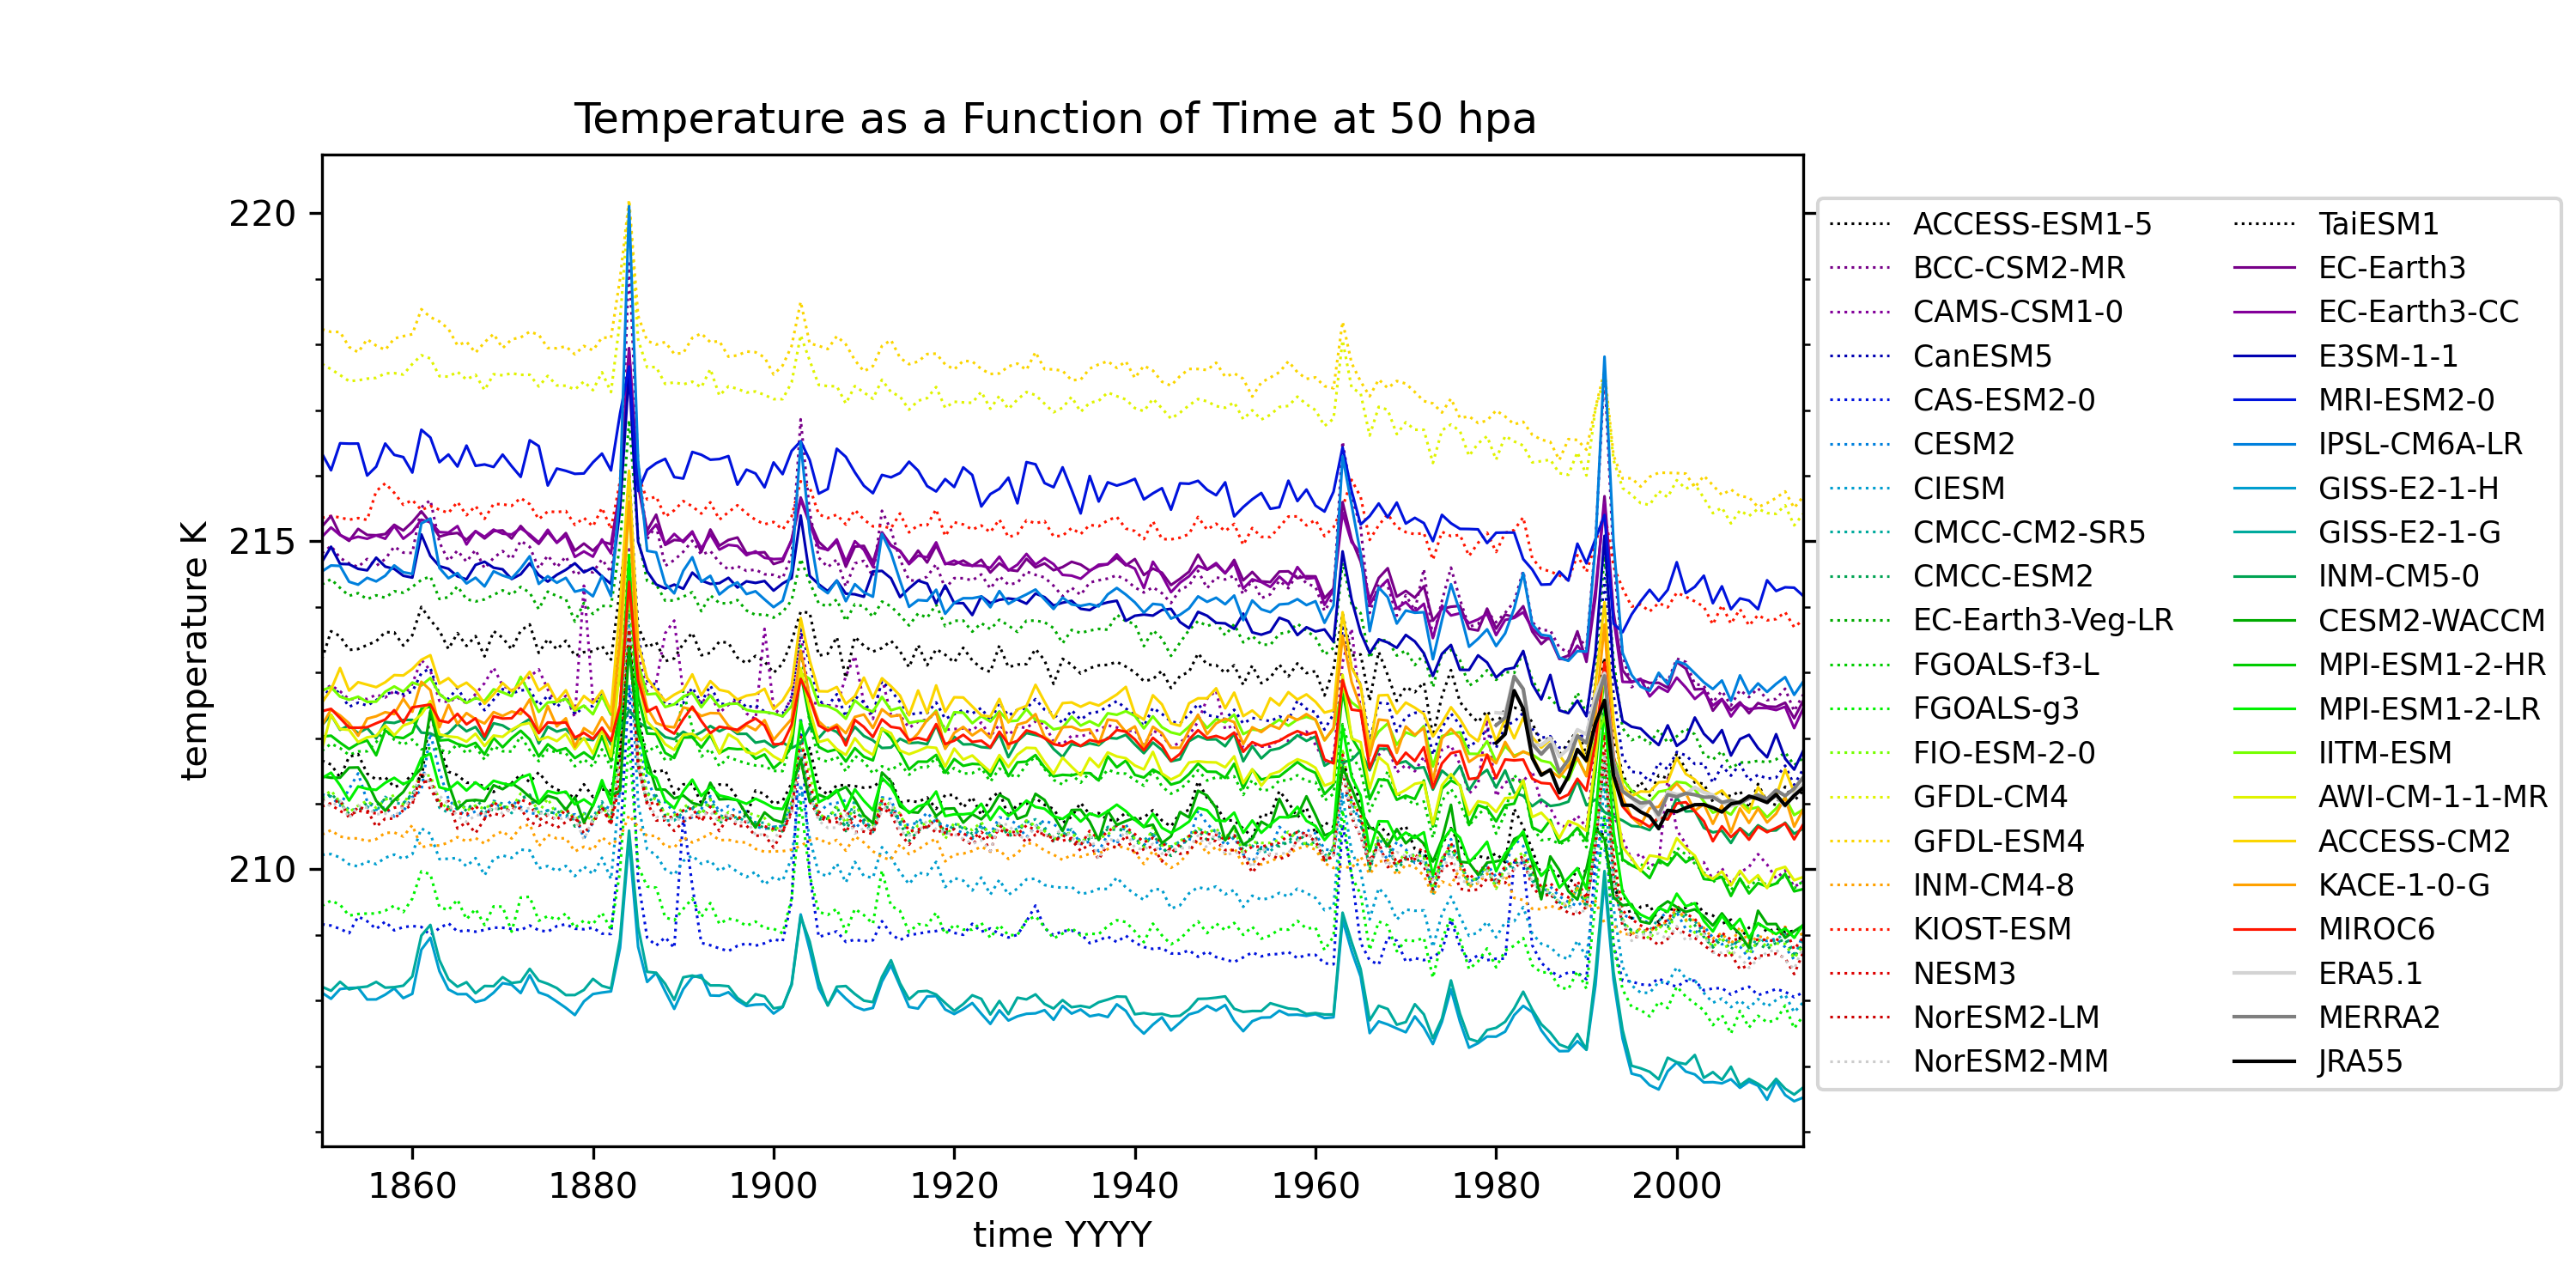 Temperature as a Function of Time at 50 hpa
temperature K
220
215
210
1860 1880 1900 1920 1940 1960 1980 2000
time YYYY
ACCESS-ESM1-5
BCC-CSM2-MR
CAMS-CSM1-0
CanESM5
CAS-ESM2-0
CESM2
CIESM
CMCC-CM2-SR5
CMCC-ESM2
EC-Earth3-Veg-LR
FGOALS-f3-L
FGOALS-g3
FIO-ESM-2-0
GFDL-CM4
GFDL-ESM4
INM-CM4-8
KIOST-ESM
NESM3
NorESM2-LM
NorESM2-MM
TaiESM1
EC-Earth3
EC-Earth3-CC
E3SM-1-1
MRI-ESM2-0
IPSL-CM6A-LR
GISS-E2-1-H
GISS-E2-1-G
INM-CM5-0
CESM2-WACCM
MPI-ESM1-2-HR
MPI-ESM1-2-LR
IITM-ESM
AWI-CM-1-1-MR
ACCESS-CM2
KACE-1-0-G
MIROC6
ERA5.1
MERRA2
JRA55